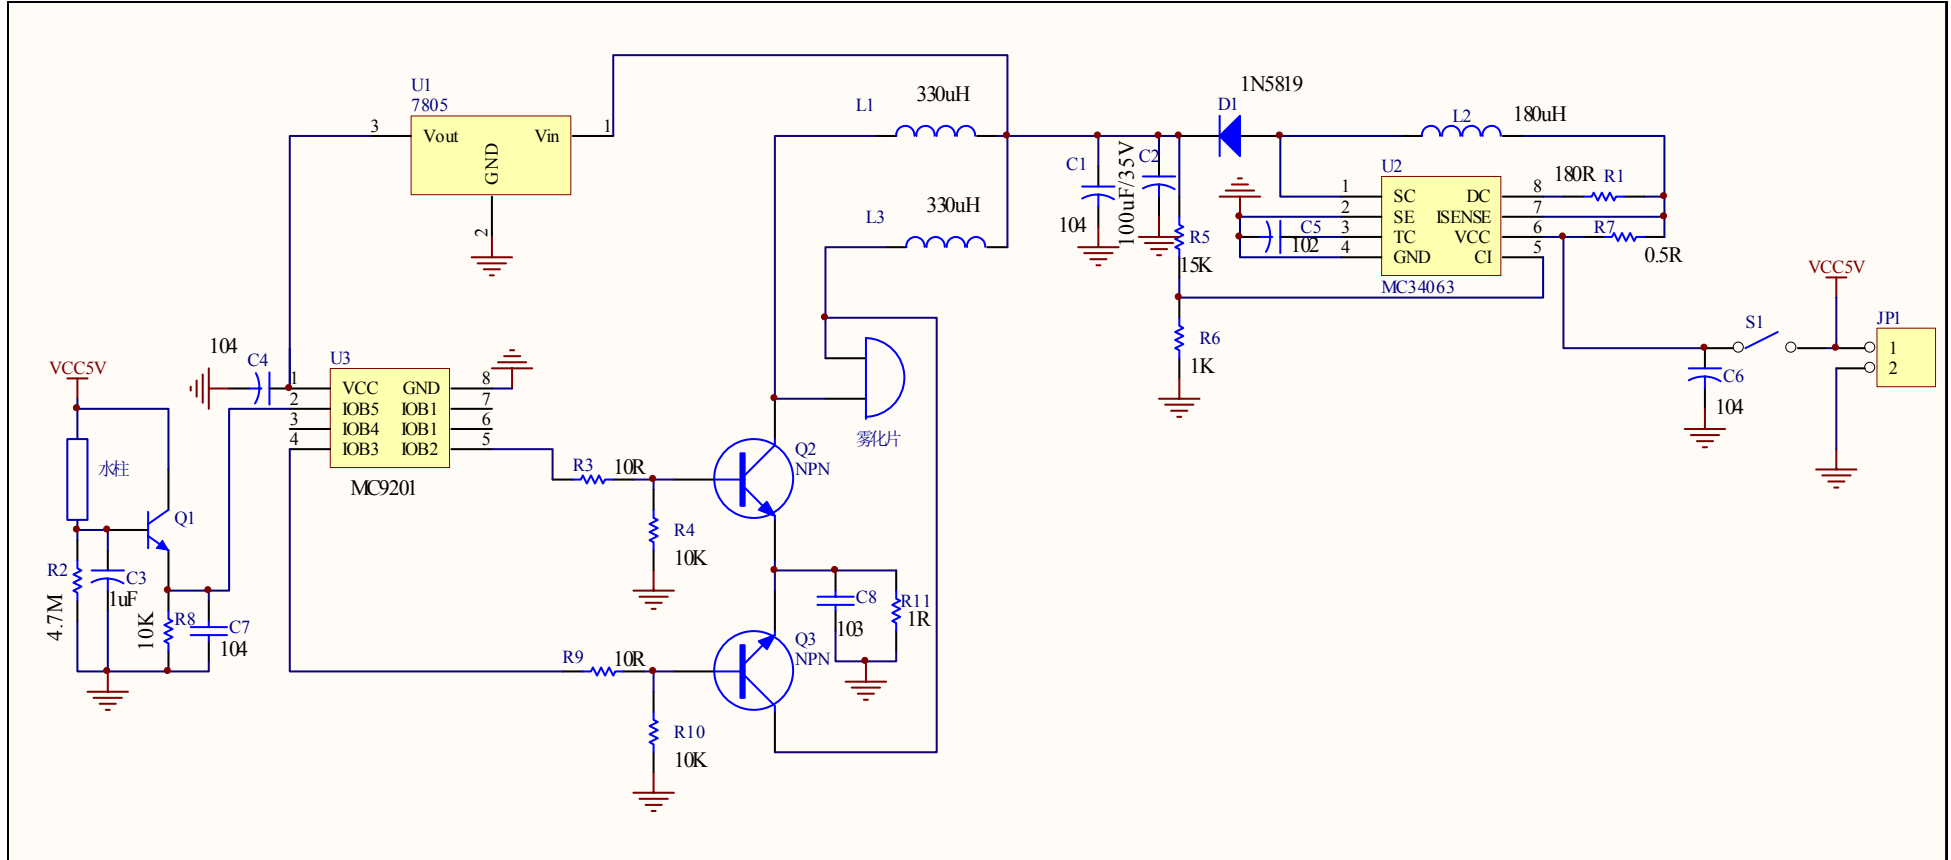 U1
7805
3
Vout
Vin
1
GND
2
L1
330uH
L3
330uH
C1
104
100uF/35V
C2
1N5819
D1
L2
180uH
U2
1
SC
DC
8
2
SE
ISENSE
7
3
TC
VCC
6
4
GND
CI
5
MC34063
180R
R1
R7
0.5R
C5
102
R5
15K
R6
1K
VCC5V
S1
JP1
1
2
C6
104
VCC5V
104
C4
U3
1
VCC
GND
8
2
IOB5
IOB1
7
3
IOB4
IOB1
6
4
IOB3
IOB2
5
MC9201
水柱
Q1
R2
4.7M
C3
1uF
10K
R8
C7
104
R3
10R
R4
10K
Q2
NPN
雾化片
C8
103
R11
1R
Q3
NPN
R9
10R
R10
10K